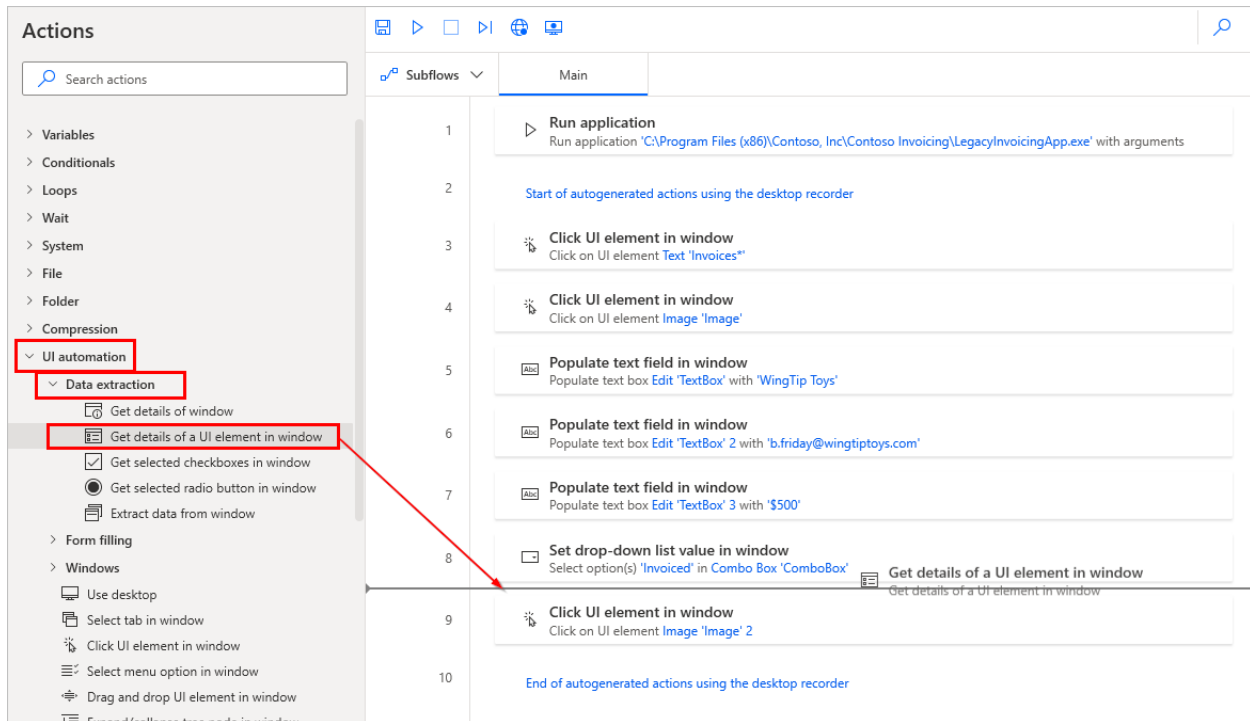 Actions
Search actions
Variables
Conditionals
Loops
Wait
System
File
Folder
Compression
UI automation
Data extraction
Get details of window
Get details of a UI element in window
Get selected checkboxes in window
Get selected radio button in window
Extract data from window
Form filling
Windows
Use desktop
Select tab in window
Click UI element in window
Select menu option in window
Drag and drop UI element in window
Expand/collapse tree node in window
Subflows
Main
1
Run application
Run application 'C:\Program Files (x86)\Contoso, Inc\Contoso Invoicing\LegacyInvoicingApp.exe' with arguments
2
Start of autogenerated actions using the desktop recorder
3
Click UI element in window
Click on UI element Text 'Invoices*'
4
Click UI element in window
Click on UI element Image 'Image'
5
Abc
Populate text field in window
Populate text box Edit 'TextBox' with 'WingTip Toys'
6
Abc
Populate text field in window
Populate text box Edit 'TextBox' 2 with 'b.friday@wingtiptoys.com'
7
Abc
Populate text field in window
Populate text box Edit 'TextBox' 3 with '$500'
8
Set drop-down list value in window
Select option(s) 'Invoiced' in Combo Box 'ComboBox'
Get details of a UI element in window
Get details of a UI element in window
9
Click UI element in window
Click on UI element Image 'Image' 2
10
End of autogenerated actions using the desktop recorder